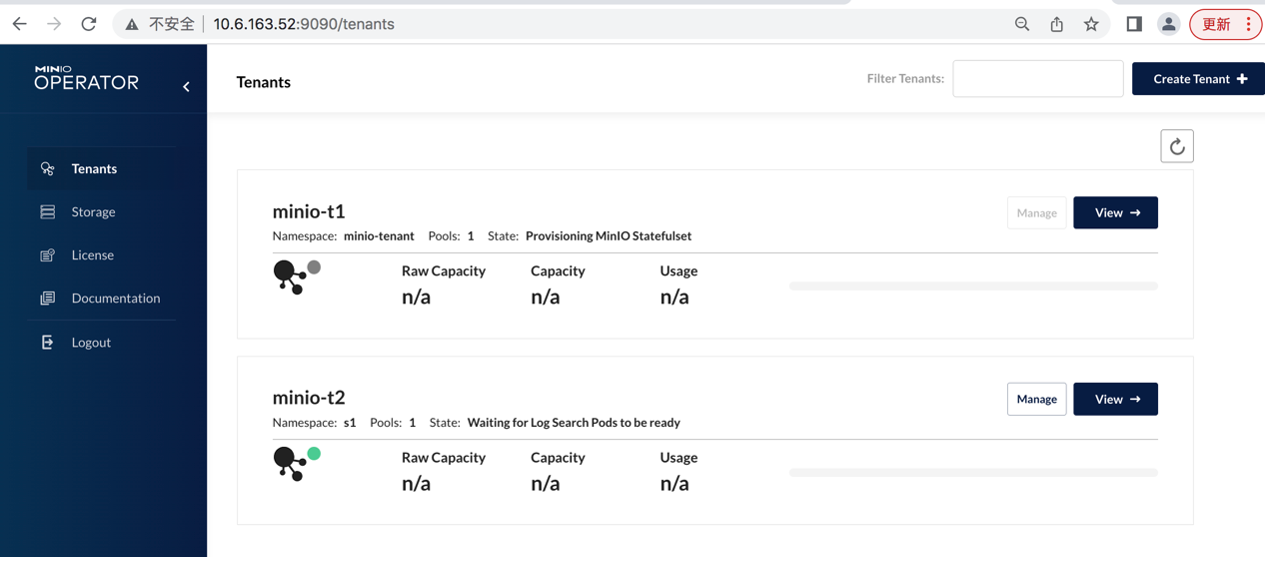 不安全 10.6.163.52:9090/tenants 更新
MINIO
OPERATOR
Tenants
Filter Tenants:
Create Tenant +
Tenants
Storage
License
Documentation
Logout
minio-t1
Manage
View →
Namespace: minio-tenant Pools: 1 State: Provisioning MinIO Statefulset
Raw Capacity Capacity Usage
n/a n/a n/a
minio-t2
Manage
View →
Namespace: s1 Pools: 1 State: Waiting for Log Search Pods to be ready
Raw Capacity Capacity Usage
n/a n/a n/a